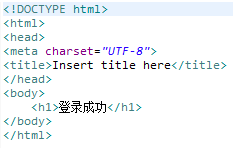 <!DOCTYPE html>
<html>
<head>
<meta charset="UTF-8">
<title>Insert title here</title>
</head>
<body>
    <h1>登录成功</h1>
</body>
</html>